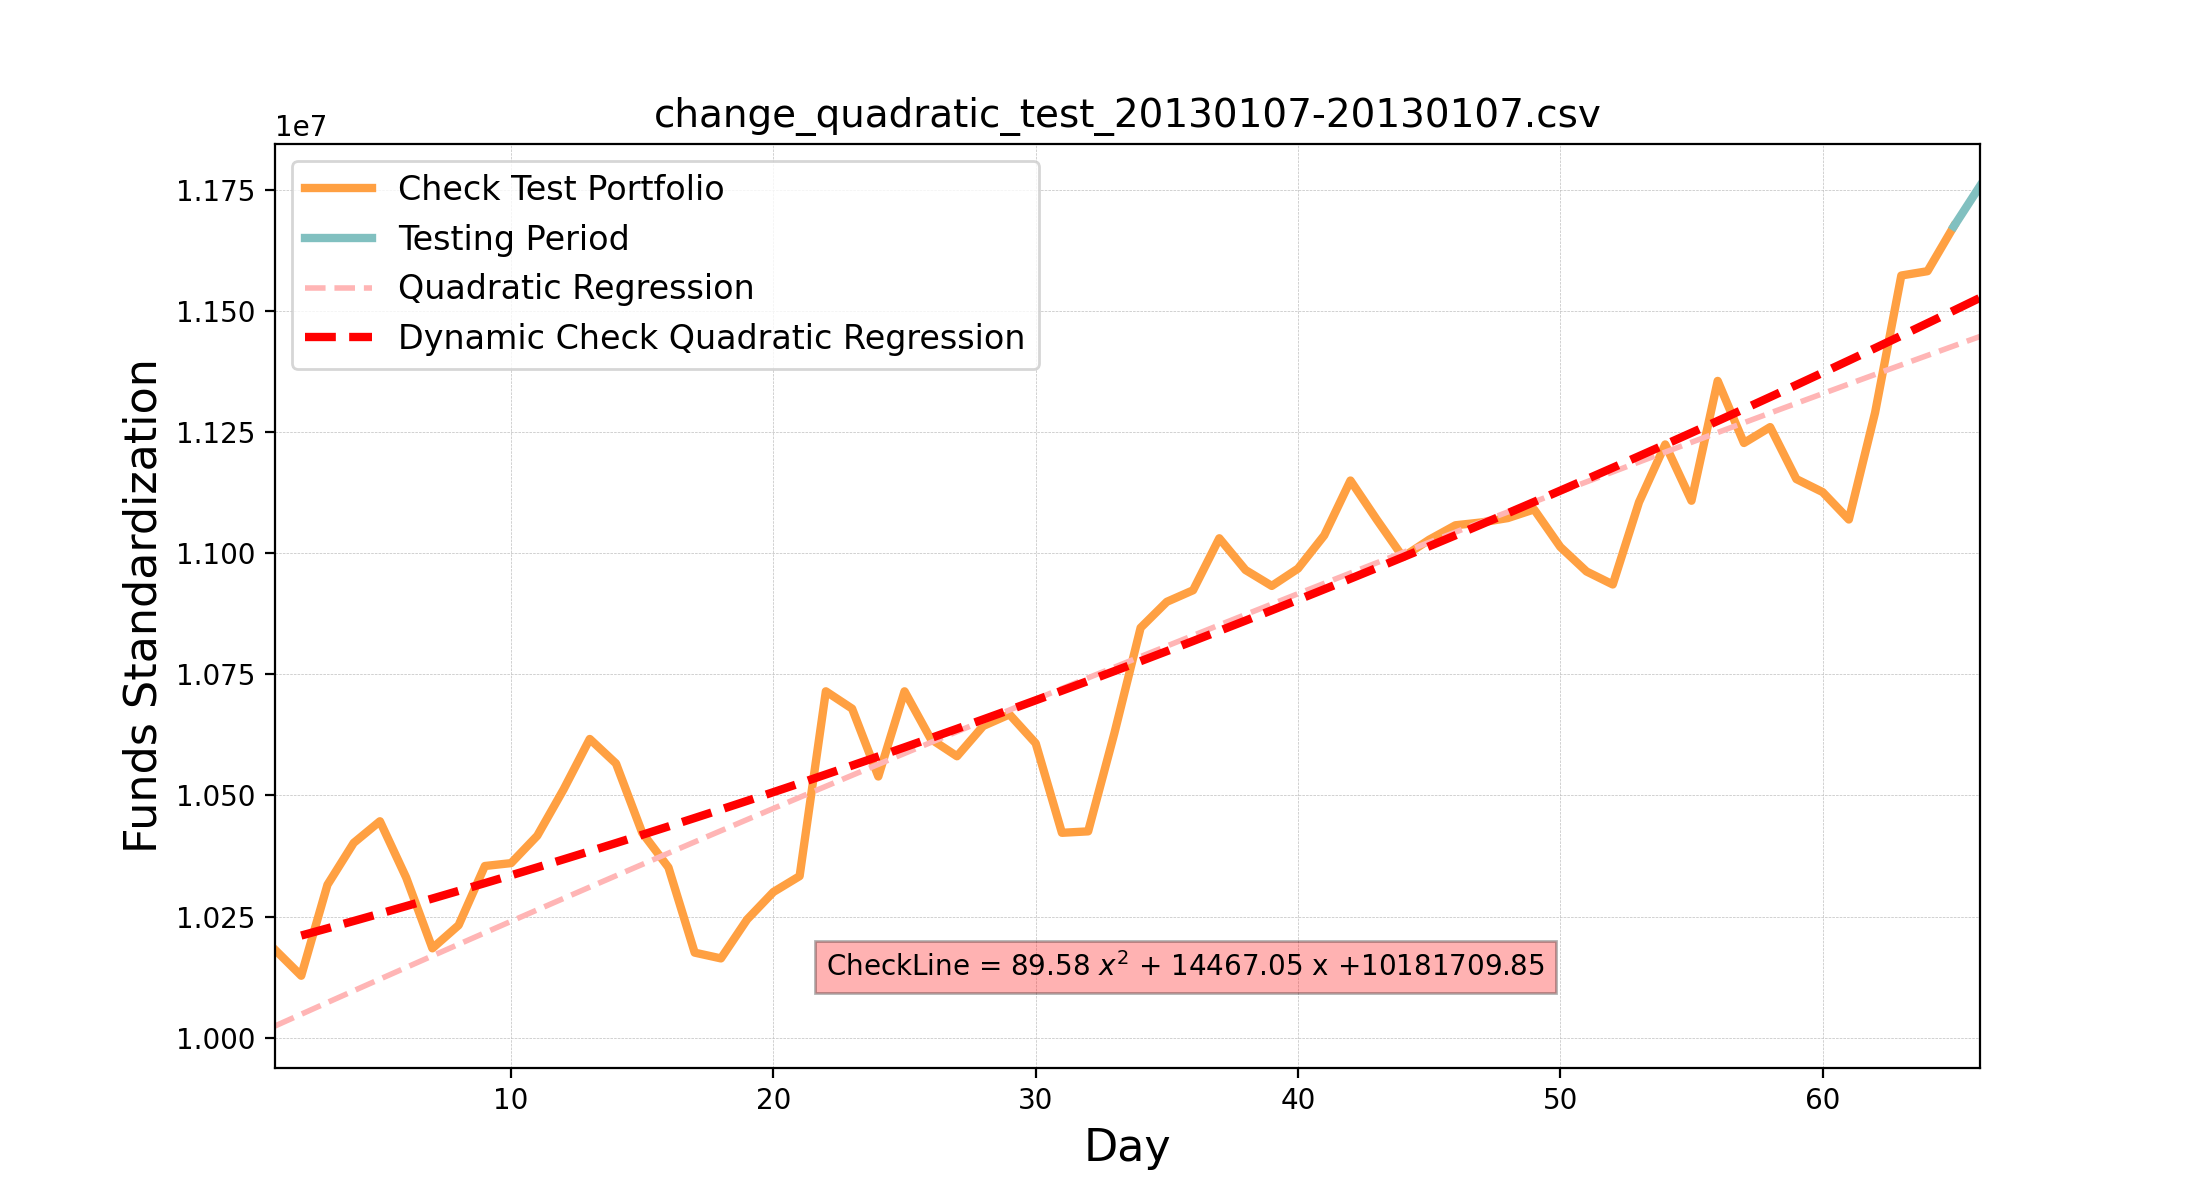 change_quadratic_test_20130107-20130107.csv
1e7
Check Test Portfolio
Testing Period
Quadratic Regression
Dynamic Check Quadratic Regression
1.175
1.150
1.125
1.100
1.075
1.050
1.025
1.000
Funds Standardization
CheckLine = 89.58 x² + 14467.05 x +10181709.85
10 20 30 40 50 60
Day